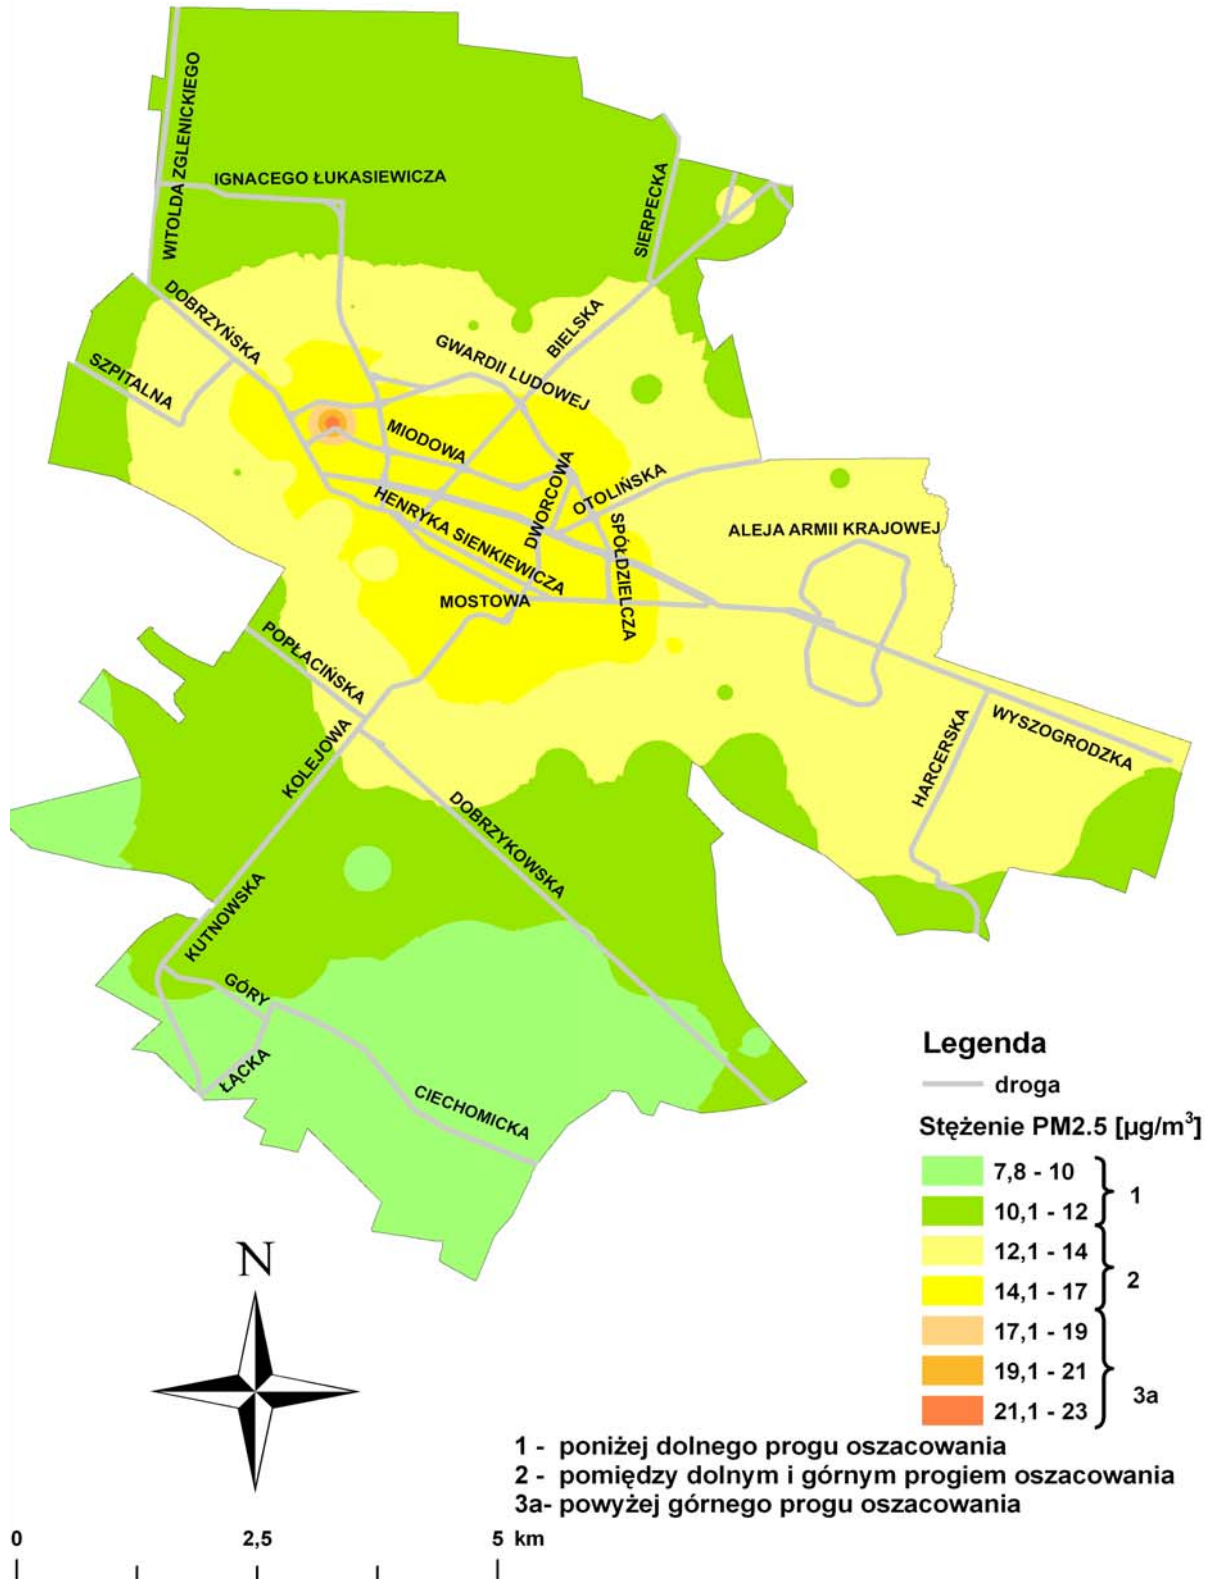 WITOLDA ZGLENICKIEGO
IGNACEGO ŁUKASIEWICZA
SIERPECKA
DOBRZYŃSKA
BIELSKA
GWARDII LUDOWEJ
SZPITALNA
MIODOWA
DWORCOWA
OTOLIŃSKA
HENRYKA SIENKIEWICZA
SPÓŁDZIELCZA
ALEJA ARMII KRAJOWEJ
MOSTOWA
POPŁACIŃSKA
KOLEJOWA
HARCERSKA
WYSZOGRODZKA
DOBRZYKOWSKA
KUTNOWSKA
GÓRY
ŁĄCKA
CIECHOMICKA
Legenda
droga
Stężenie PM2.5 [µg/m³]
7,8 - 10
10,1 - 12
1
12,1 - 14
14,1 - 17
2
17,1 - 19
19,1 - 21
21,1 - 23
3a
N
1 - poniżej dolnego progu oszacowania
2 - pomiędzy dolnym i górnym progiem oszacowania
3a- powyżej górnego progu oszacowania
0 2,5 5 km